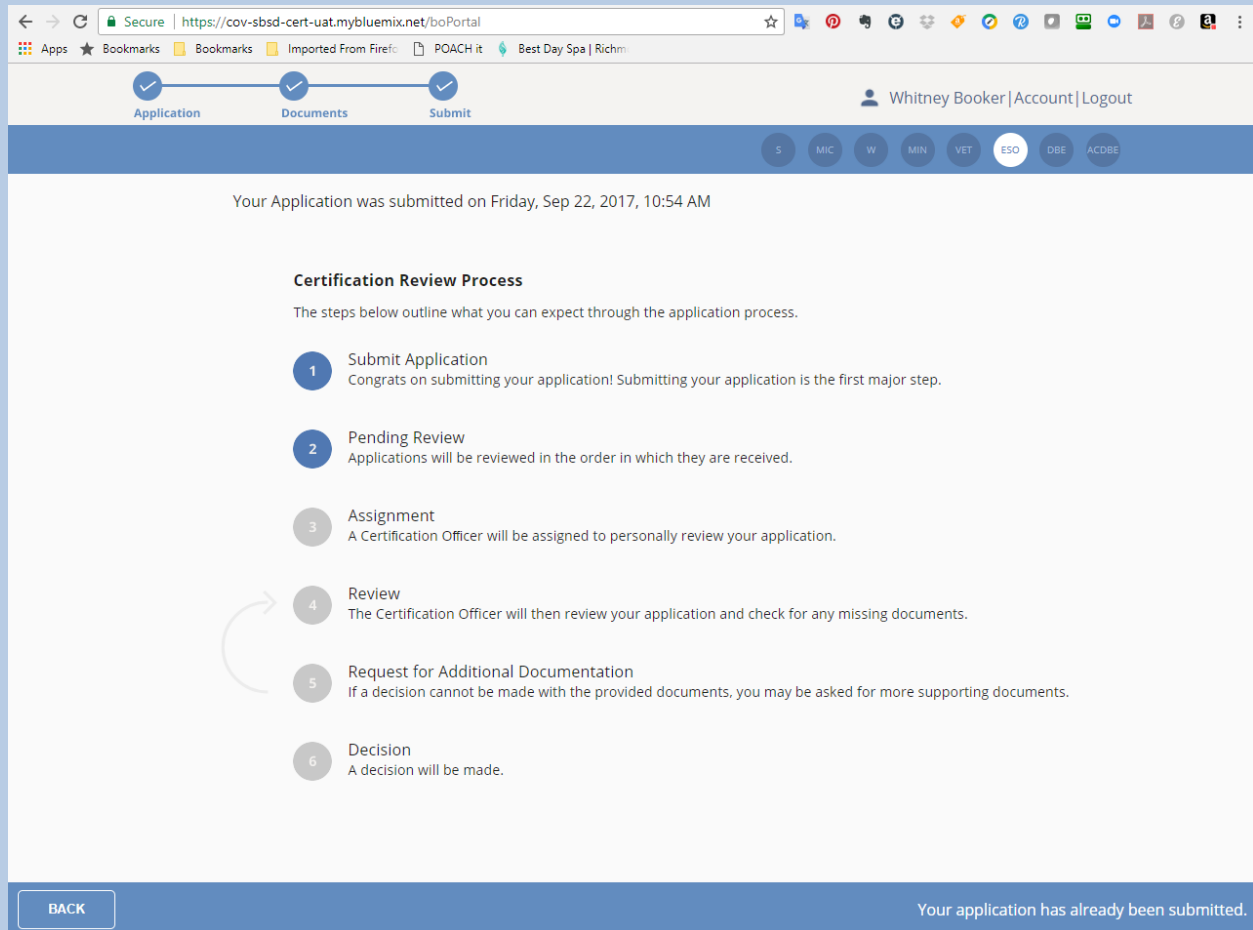 Secure | https://cov-sbsd-cert-uat.mybluemix.net/boPortal
Apps Bookmarks Bookmarks Imported From Firefo POACH it Best Day Spa | Richm
Application Documents Submit
Whitney Booker|Account|Logout
S MIC W MIN VET ESO DBE ACDBE
Your Application was submitted on Friday, Sep 22, 2017, 10:54 AM
Certification Review Process
The steps below outline what you can expect through the application process.
1 Submit Application
Congrats on submitting your application! Submitting your application is the first major step.
2 Pending Review
Applications will be reviewed in the order in which they are received.
3 Assignment
A Certification Officer will be assigned to personally review your application.
4 Review
The Certification Officer will then review your application and check for any missing documents.
5 Request for Additional Documentation
If a decision cannot be made with the provided documents, you may be asked for more supporting documents.
6 Decision
A decision will be made.
BACK
Your application has already been submitted.